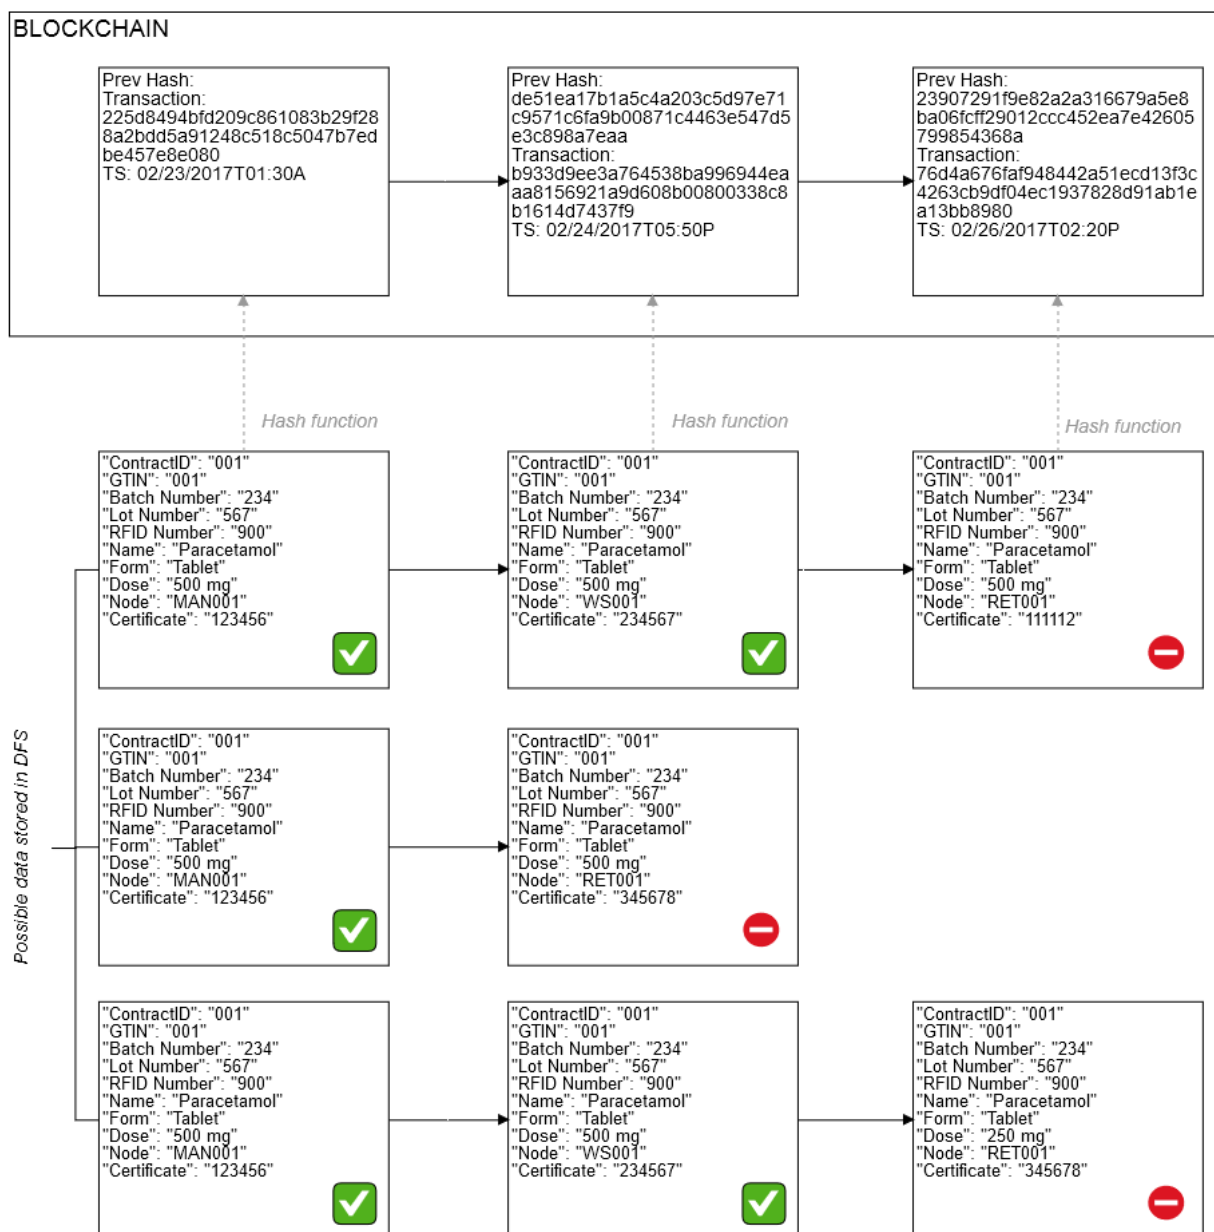 BLOCKCHAIN
Prev Hash:
Transaction:
225d8494bfd209c861083b29f28
8a2bdd5a91248c518c5047b7ed
be457e8e080
TS: 02/23/2017T01:30A
Prev Hash:
de51ea17b1a5c4a203c5d97e71
c9571c6fa9b00871c4463e547d5
e3c898a7eaa
Transaction:
b933d9ee3a764538ba996944ea
aa8156921a9d608b00800338c8
b1614d7437f9
TS: 02/24/2017T05:50P
Prev Hash:
23907291f9e82a2a316679a5e8
ba06fcff29012ccc452ea7e42605
799854368a
Transaction:
76d4a676faf948442a51ecd13f3c
4263cb9df04ec1937828d91ab1e
a13bb8980
TS: 02/26/2017T02:20P
Hash function
Hash function
Hash function
Possible data stored in DFS
"ContractID": "001"
"GTIN": "001"
"Batch Number": "234"
"Lot Number": "567"
"RFID Number": "900"
"Name": "Paracetamol"
"Form": "Tablet"
"Dose": "500 mg"
"Node": "MAN001"
"Certificate": "123456"
"ContractID": "001"
"GTIN": "001"
"Batch Number": "234"
"Lot Number": "567"
"RFID Number": "900"
"Name": "Paracetamol"
"Form": "Tablet"
"Dose": "500 mg"
"Node": "WS001"
"Certificate": "234567"
"ContractID": "001"
"GTIN": "001"
"Batch Number": "234"
"Lot Number": "567"
"RFID Number": "900"
"Name": "Paracetamol"
"Form": "Tablet"
"Dose": "500 mg"
"Node": "RET001"
"Certificate": "111112"
"ContractID": "001"
"GTIN": "001"
"Batch Number": "234"
"Lot Number": "567"
"RFID Number": "900"
"Name": "Paracetamol"
"Form": "Tablet"
"Dose": "500 mg"
"Node": "MAN001"
"Certificate": "123456"
"ContractID": "001"
"GTIN": "001"
"Batch Number": "234"
"Lot Number": "567"
"RFID Number": "900"
"Name": "Paracetamol"
"Form": "Tablet"
"Dose": "500 mg"
"Node": "RET001"
"Certificate": "345678"
"ContractID": "001"
"GTIN": "001"
"Batch Number": "234"
"Lot Number": "567"
"RFID Number": "900"
"Name": "Paracetamol"
"Form": "Tablet"
"Dose": "500 mg"
"Node": "MAN001"
"Certificate": "123456"
"ContractID": "001"
"GTIN": "001"
"Batch Number": "234"
"Lot Number": "567"
"RFID Number": "900"
"Name": "Paracetamol"
"Form": "Tablet"
"Dose": "500 mg"
"Node": "WS001"
"Certificate": "234567"
"ContractID": "001"
"GTIN": "001"
"Batch Number": "234"
"Lot Number": "567"
"RFID Number": "900"
"Name": "Paracetamol"
"Form": "Tablet"
"Dose": "250 mg"
"Node": "RET001"
"Certificate": "345678"